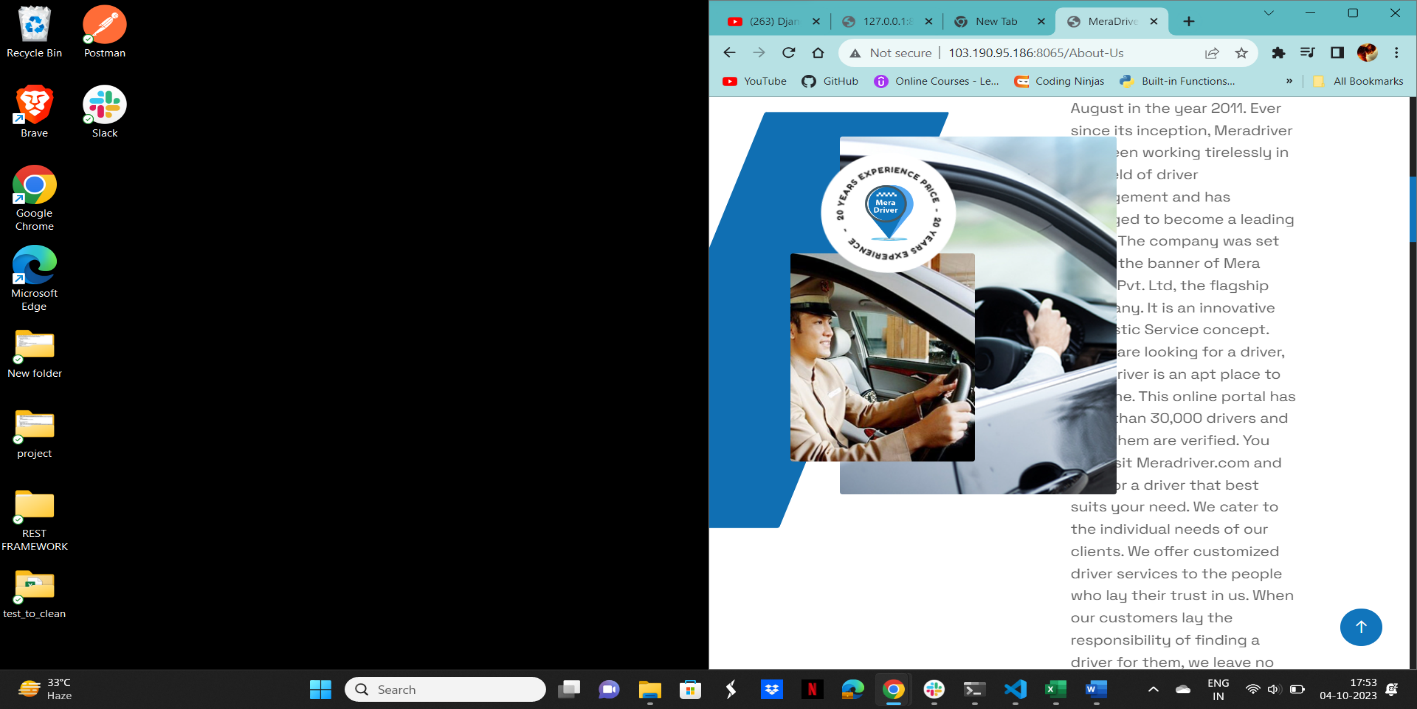 Recycle Bin
Postman
Brave
Slack
Google
Chrome
Microsoft
Edge
New folder
project
REST
FRAMEWORK
test_to_clean
(263) Djan
127.0.0.1:8
New Tab
MeraDrive
Not secure
103.190.95.186:8065/About-Us
YouTube
GitHub
Online Courses - Le...
Coding Ninjas
Built-in Functions...
»
All Bookmarks
20 YEARS EXPERIENCE PRICE - 20 YEARS EXPERIENCE -
Mera
Driver
August in the year 2011. Ever
since its inception, Meradriver
een working tirelessly in
eld of driver
gement and has
ged to become a leading
The company was set
the banner of Mera
Pvt. Ltd, the flagship
any. It is an innovative
stic Service concept.
are looking for a driver,
river is an apt place to
ne. This online portal has
than 30,000 drivers and
hem are verified. You
sit Meradriver.com and
or a driver that best
suits your need. We cater to
the individual needs of our
clients. We offer customized
driver services to the people
who lay their trust in us. When
our customers lay the
responsibility of finding a
driver for them, we leave no
33°C
Haze
Search
ENG
IN
17:53
04-10-2023